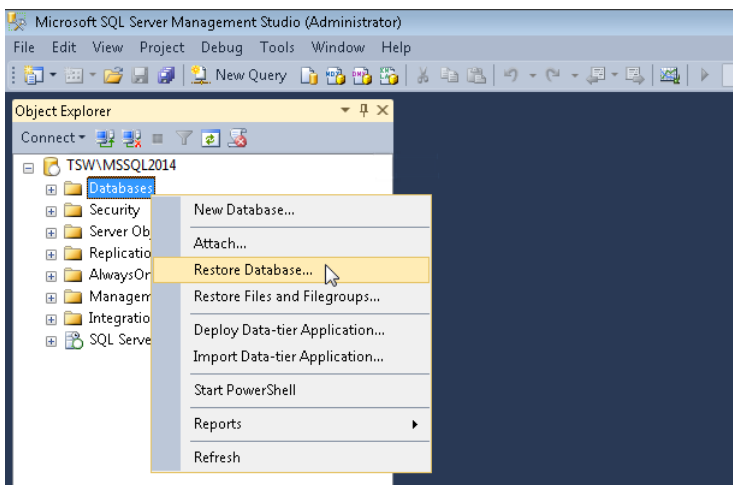 Microsoft SQL Server Management Studio (Administrator)
File Edit View Project Debug Tools Window Help
New Query
Object Explorer
Connect
TSW\MSSQL2014
Databases
Security
Server Ob
Replicatio
AlwaysOn
Managem
Integratio
SQL Serve
New Database...
Attach...
Restore Database...
Restore Files and Filegroups...
Deploy Data-tier Application...
Import Data-tier Application...
Start PowerShell
Reports
Refresh